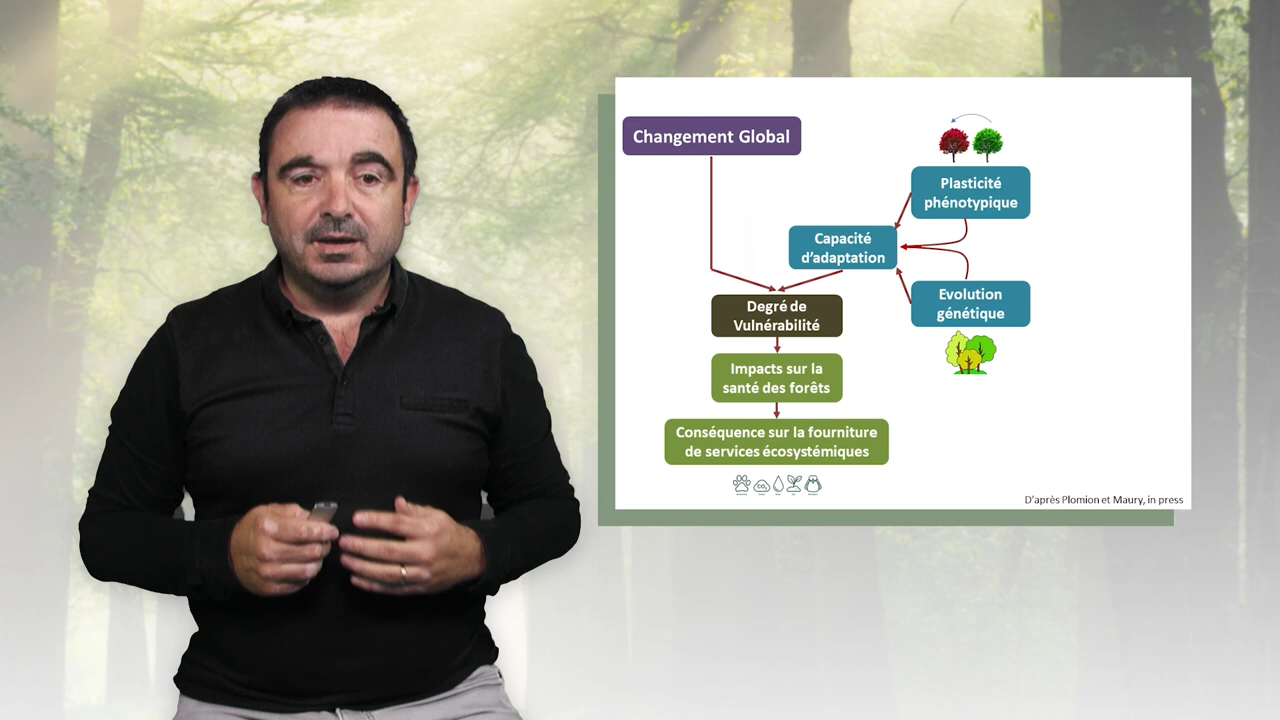 Changement Global
Plasticité
phénotypique
Capacité
d'adaptation
Evolution
génétique
Degré de
Vulnérabilité
Impacts sur la
santé des forêts
Conséquence sur la fourniture
de services écosystémiques
CO₂
D'après Plomion et Maury, in press